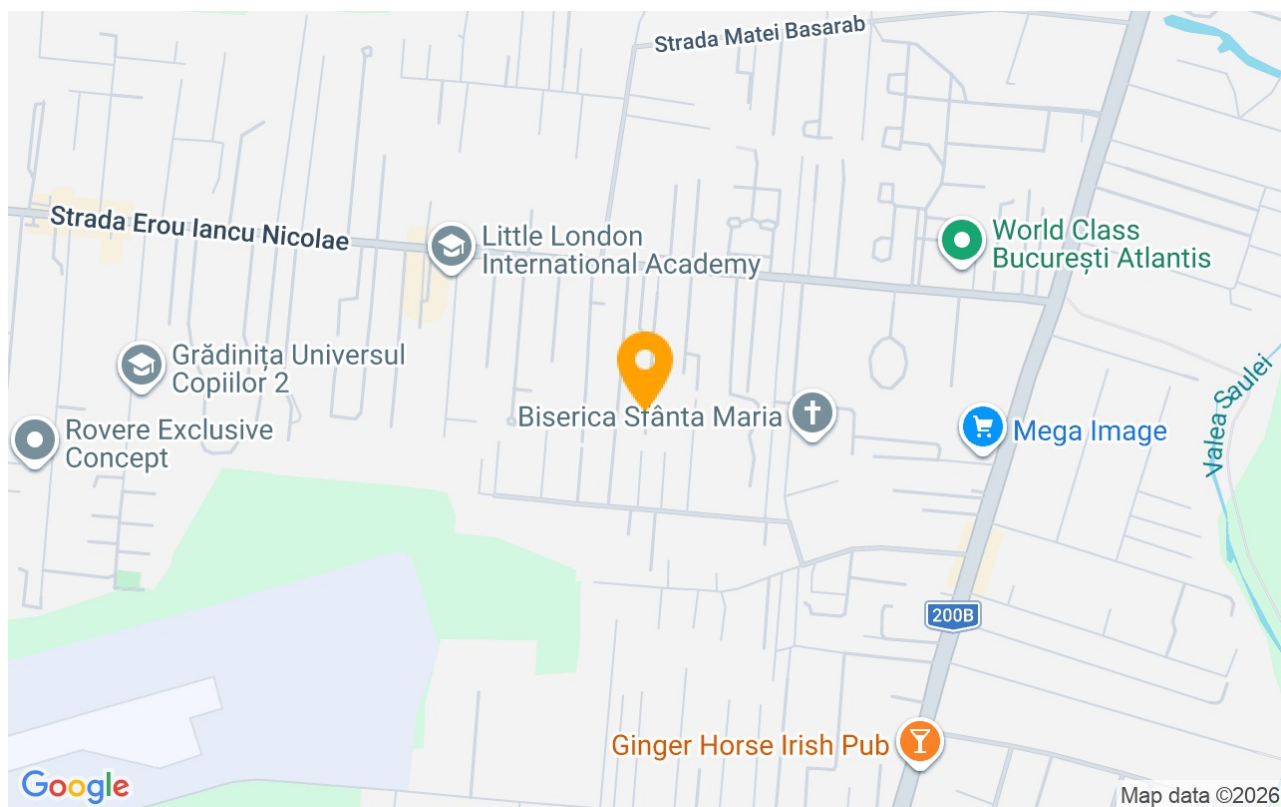 Strada Matei Basarab
Strada Erou Iancu Nicolae
Little London
International Academy
World Class
București Atlantis
Grădinița Universul
Copiilor 2
Biserica Sfânta Maria
Mega Image
Rovere Exclusive
Concept
Valea Saulei
200B
Ginger Horse Irish Pub
Google
Map data ©2026